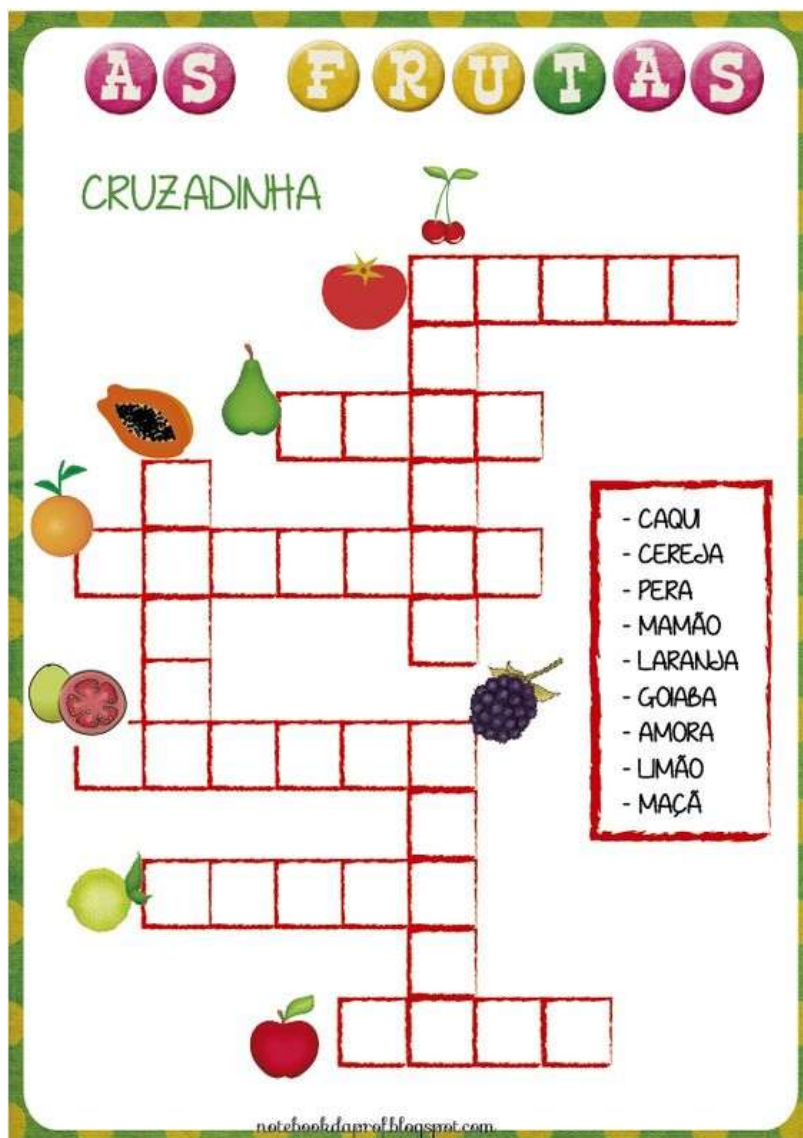 AS FRUTAS
CRUZADINHA
- CAQUI
- CEREJA
- PERA
- MAMÃO
- LARANJA
- GOIABA
- AMORA
- LIMÃO
- MAÇÃ
notebookdaprof.blogspot.com